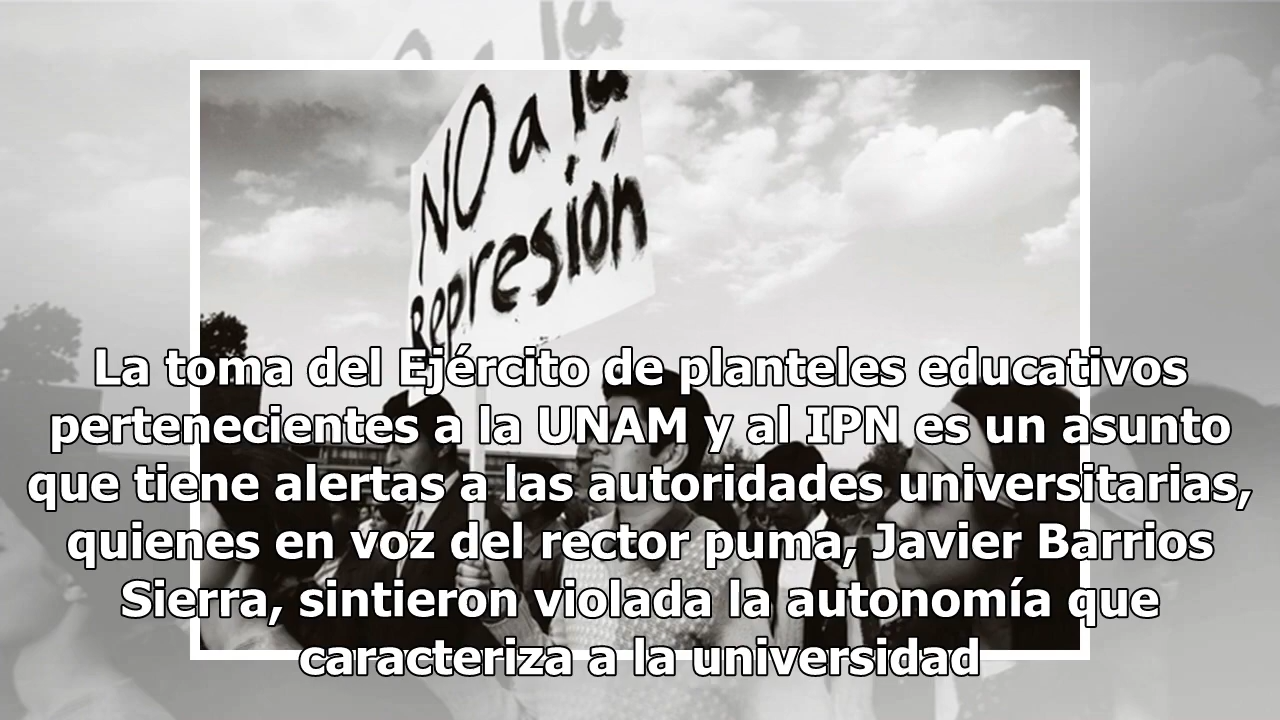 NO a la
Represión
La toma del Ejército de planteles educativos
pertenecientes a la UNAM y al IPN es un asunto
que tiene alertas a las autoridades universitarias,
quienes en voz del rector puma, Javier Barrios
Sierra, sintieron violada la autonomía que
caracteriza a la universidad